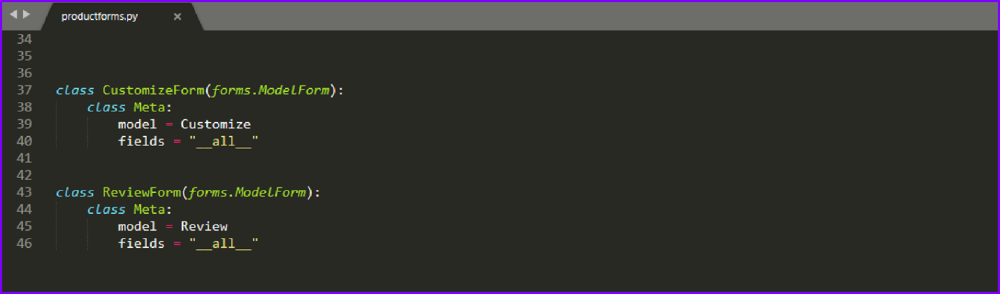 productforms.py ×
34
35
36
37 class CustomizeForm(forms.ModelForm):
38     class Meta:
39         model = Customize
40         fields = "__all__"
41
42
43 class ReviewForm(forms.ModelForm):
44     class Meta:
45         model = Review
46         fields = "__all__"